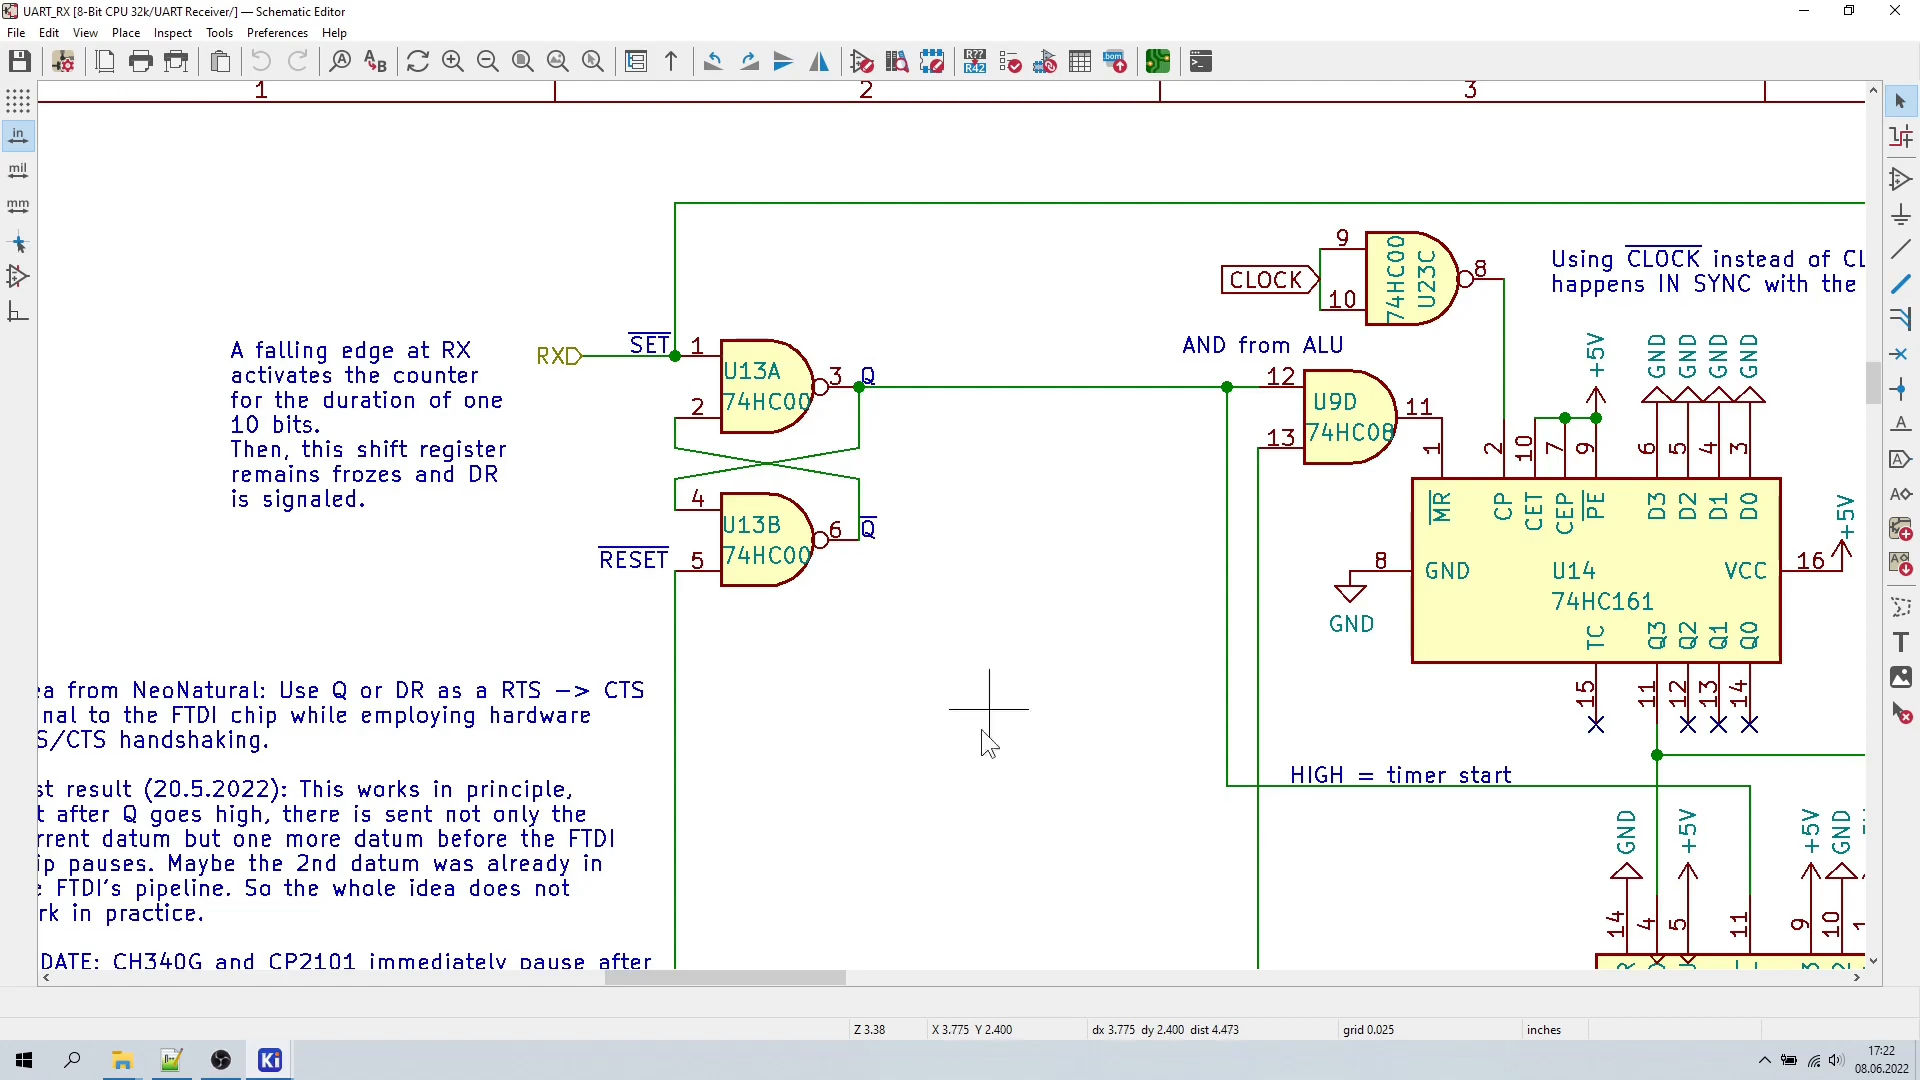 UART_RX [8-Bit CPU 32k/UART Receiver/] — Schematic Editor
File Edit View Place Inspect Tools Preferences Help
in
mil
mm
1 2 3
CLOCK
9
10
8
74HC00
U23C
Using CLOCK instead of CL
happens IN SYNC with the
A falling edge at RX
activates the counter
for the duration of one
10 bits.
Then, this shift register
remains frozes and DR
is signaled.
RXD
SET
1
2
3
Q
U13A
74HC00
4
5
6
Q
U13B
74HC00
RESET
AND from ALU
12
13
11
U9D
74HC08
+5V
GND GND GND GND
1 2 10 7 9 6 5 4 3
MR CP CET CEP PE D3 D2 D1 D0
8
GND
GND
U14
74HC161
VCC
16
+5V
TC Q3 Q2 Q1 Q0
15 11 12 13 14
HIGH = timer start
GND +5V +5V GND
14 4 5 11 9 10
ea from NeoNatural: Use Q or DR as a RTS -> CTS
nal to the FTDI chip while employing hardware
S/CTS handshaking.
st result (20.5.2022): This works in principle,
t after Q goes high, there is sent not only the
rrent datum but one more datum before the FTDI
ip pauses. Maybe the 2nd datum was already in
e FTDI's pipeline. So the whole idea does not
rk in practice.
DATE: CH340G and CP2101 immediately pause after
Z 3.38
X 3.775 Y 2.400
dx 3.775 dy 2.400 dist 4.473
grid 0.025
inches
Ki
17:22
08.06.2022